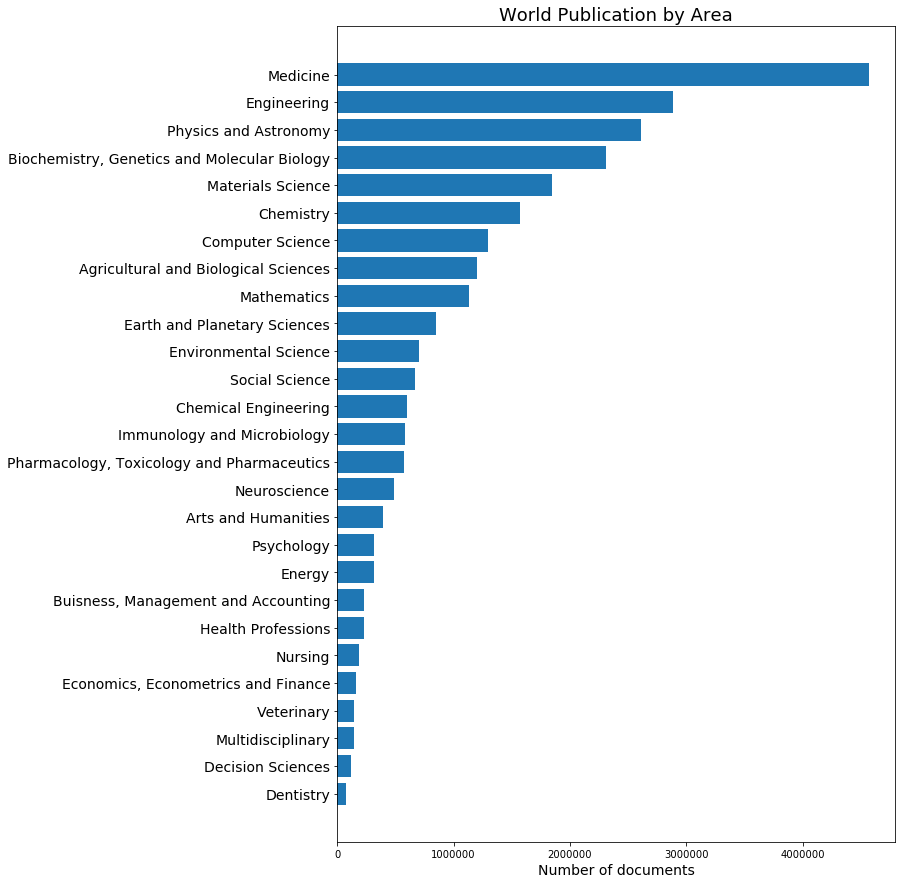 World Publication by Area
Medicine
Engineering
Physics and Astronomy
Biochemistry, Genetics and Molecular Biology
Materials Science
Chemistry
Computer Science
Agricultural and Biological Sciences
Mathematics
Earth and Planetary Sciences
Environmental Science
Social Science
Chemical Engineering
Immunology and Microbiology
Pharmacology, Toxicology and Pharmaceutics
Neuroscience
Arts and Humanities
Psychology
Energy
Buisness, Management and Accounting
Health Professions
Nursing
Economics, Econometrics and Finance
Veterinary
Multidisciplinary
Decision Sciences
Dentistry
0 1000000 2000000 3000000 4000000
Number of documents